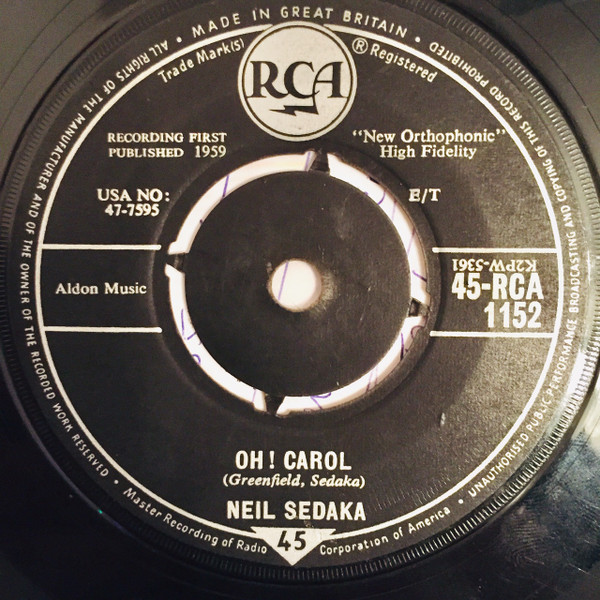 • MADE IN GREAT BRITAIN •
RCA
Trade Mark(s) ® Registered
RECORDING FIRST
PUBLISHED 1959
"New Orthophonic"
High Fidelity
USA NO:
47-7595
E/T
Aldon Music
K2PW-5361
45-RCA
1152
OH! CAROL
(Greenfield, Sedaka)
NEIL SEDAKA
45
• Master Recording of Radio Corporation of America •
ALL RIGHTS OF THE MANUFACTURER AND OF THE OWNER OF THE RECORDED WORK RESERVED
UNAUTHORISED PUBLIC PERFORMANCE BROADCASTING AND COPYING OF THIS RECORD PROHIBITED